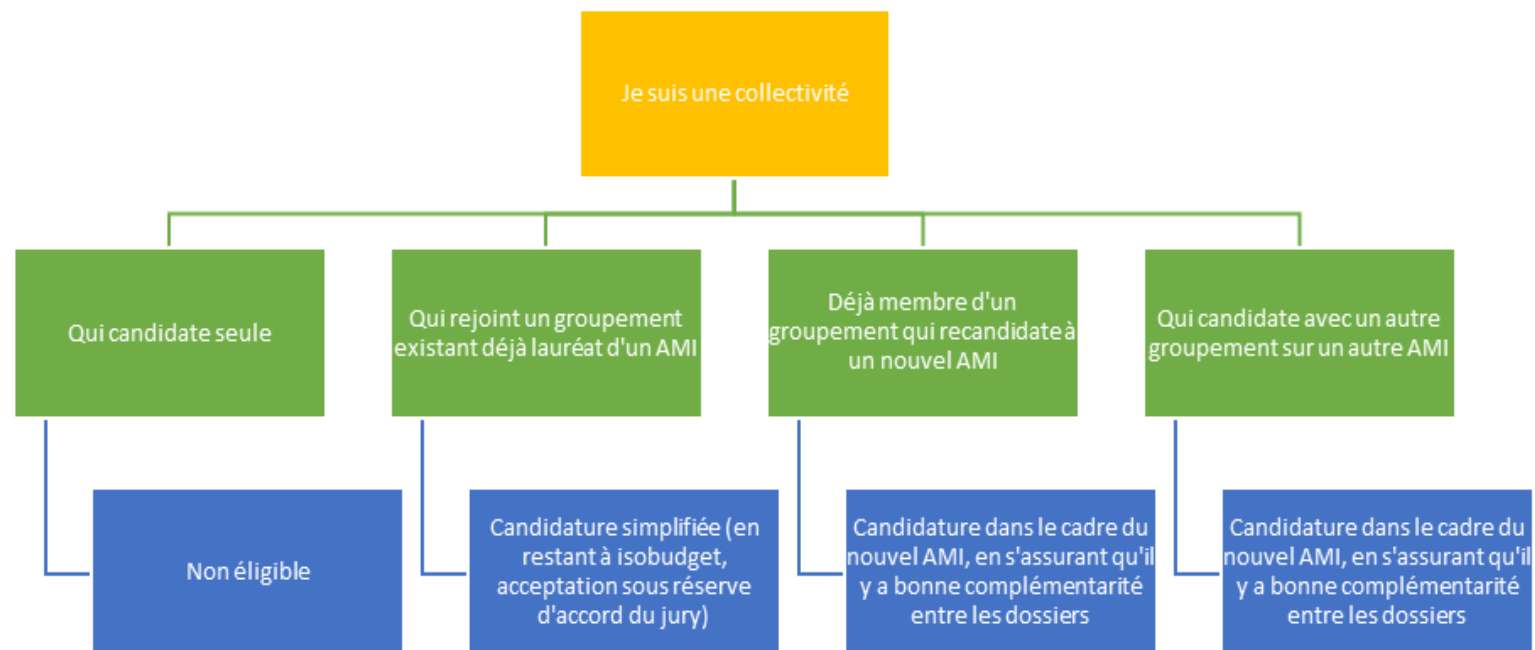 Je suis une collectivité
Qui candidate seule
Qui rejoint un groupement
existant déjà lauréat d'un AMI
Déjà membre d'un
groupement qui recandidate à
un nouvel AMI
Qui candidate avec un autre
groupement sur un autre AMI
Non éligible
Candidature simplifiée (en
restant à isobudget,
acceptation sous réserve
d'accord du jury)
Candidature dans le cadre du
nouvel AMI, en s'assurant qu'il
y a bonne complémentarité
entre les dossiers
Candidature dans le cadre du
nouvel AMI, en s'assurant qu'il
y a bonne complémentarité
entre les dossiers